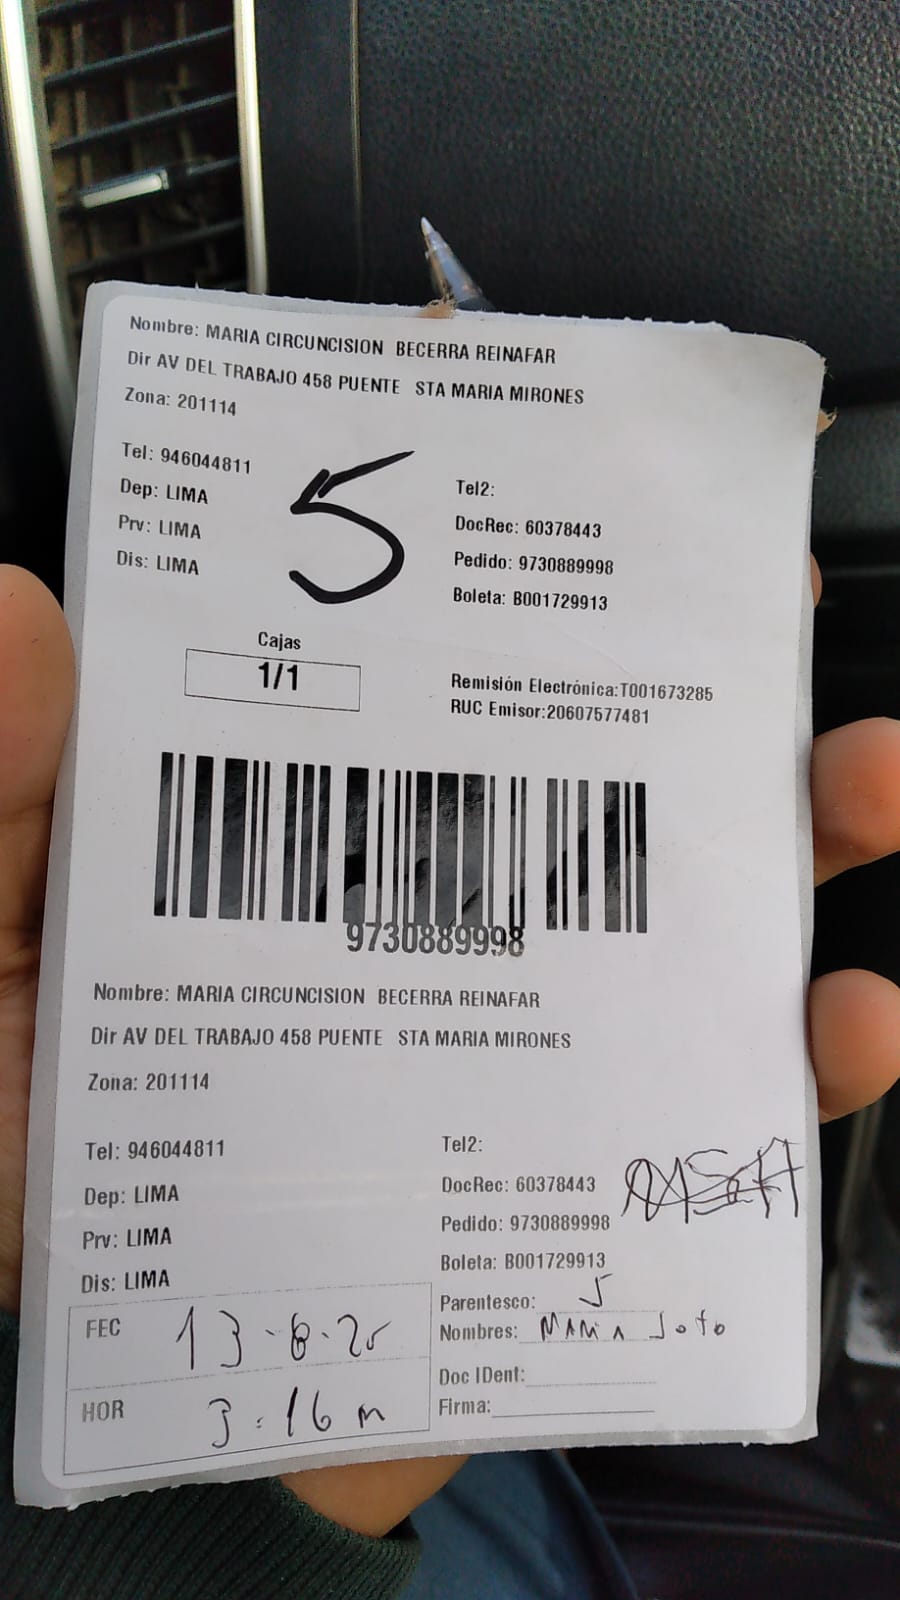 Nombre: MARIA CIRCUNCISION BECERRA REINAFAR
Dir AV DEL TRABAJO 458 PUENTE STA MARIA MIRONES
Zona: 201114
Tel: 946044811
Tel2:
Dep: LIMA
DocRec: 60378443
Prv: LIMA
Pedido: 9730889998
Dis: LIMA
Boleta: B001729913
5
Cajas
1/1
Remisión Electrónica:T001673285
RUC Emisor:20607577481
9730889998
Nombre: MARIA CIRCUNCISION BECERRA REINAFAR
Dir AV DEL TRABAJO 458 PUENTE STA MARIA MIRONES
Zona: 201114
Tel: 946044811
Tel2:
Dep: LIMA
DocRec: 60378443
Prv: LIMA
Pedido: 9730889998
Dis: LIMA
Boleta: B001729913
FEC 13-8-25
HOR 3:16 m
Parentesco:
Nombres: MARIA Soto
Doc IDent:
Firma: